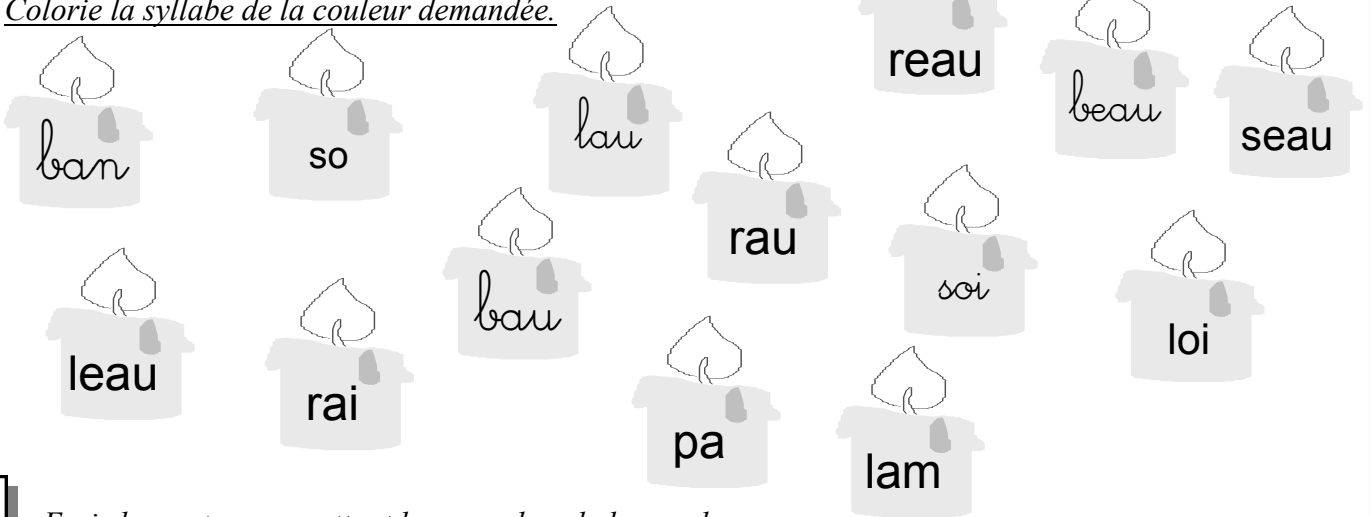 Colorie la syllabe de la couleur demandée.
reau
beau
seau
ban
so
lau
rau
soi
bau
loi
leau
rai
pa
lam